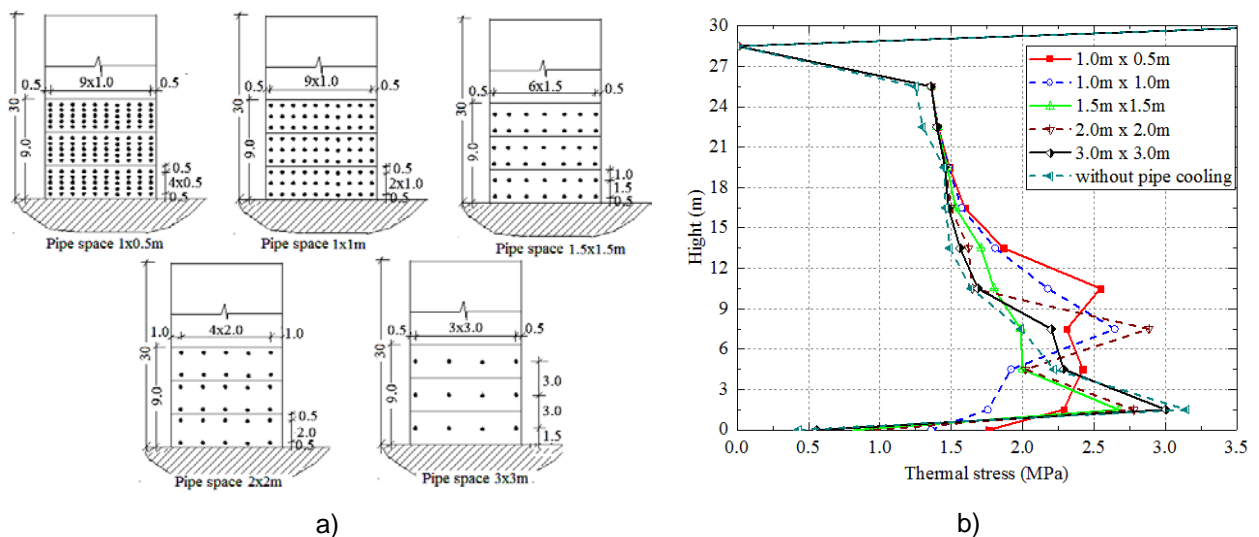 9x1.0
0.5
0.5
30
9.0
0.5
4x0.5
0.5
Pipe space 1x0.5m
9x1.0
0.5
0.5
30
9.0
0.5
2x1.0
0.5
Pipe space 1x1m
6x1.5
0.5
0.5
30
9.0
1.0
1.5
0.5
Pipe space 1.5x1.5m
4x2.0
1.0
1.0
30
9.0
0.5
2.0
0.5
Pipe space 2x2m
3x3.0
0.5
0.5
30
9.0
3.0
3.0
1.5
Pipe space 3x3m
a)
30
27
24
21
18
15
12
9
6
3
0
Hight (m)
1.0m x 0.5m
1.0m x 1.0m
1.5m x1.5m
2.0m x 2.0m
3.0m x 3.0m
without pipe cooling
0.0
0.5
1.0
1.5
2.0
2.5
3.0
3.5
Thermal stress (MPa)
b)